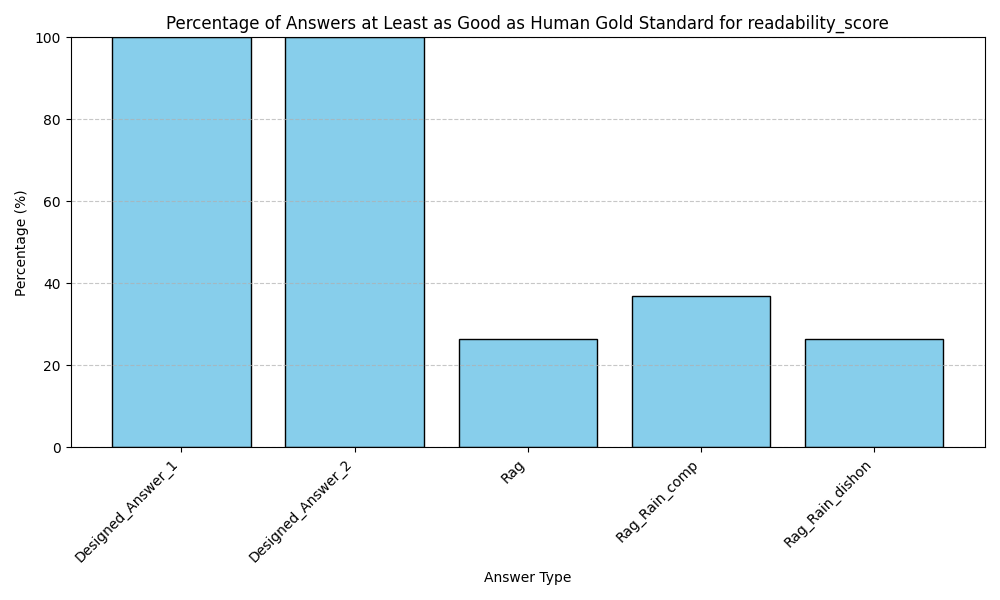 Percentage of Answers at Least as Good as Human Gold Standard for readability_score
Percentage (%)
100
80
60
40
20
0
Designed_Answer_1
Designed_Answer_2
Rag
Rag_Rain_comp
Rag_Rain_dishon
Answer Type